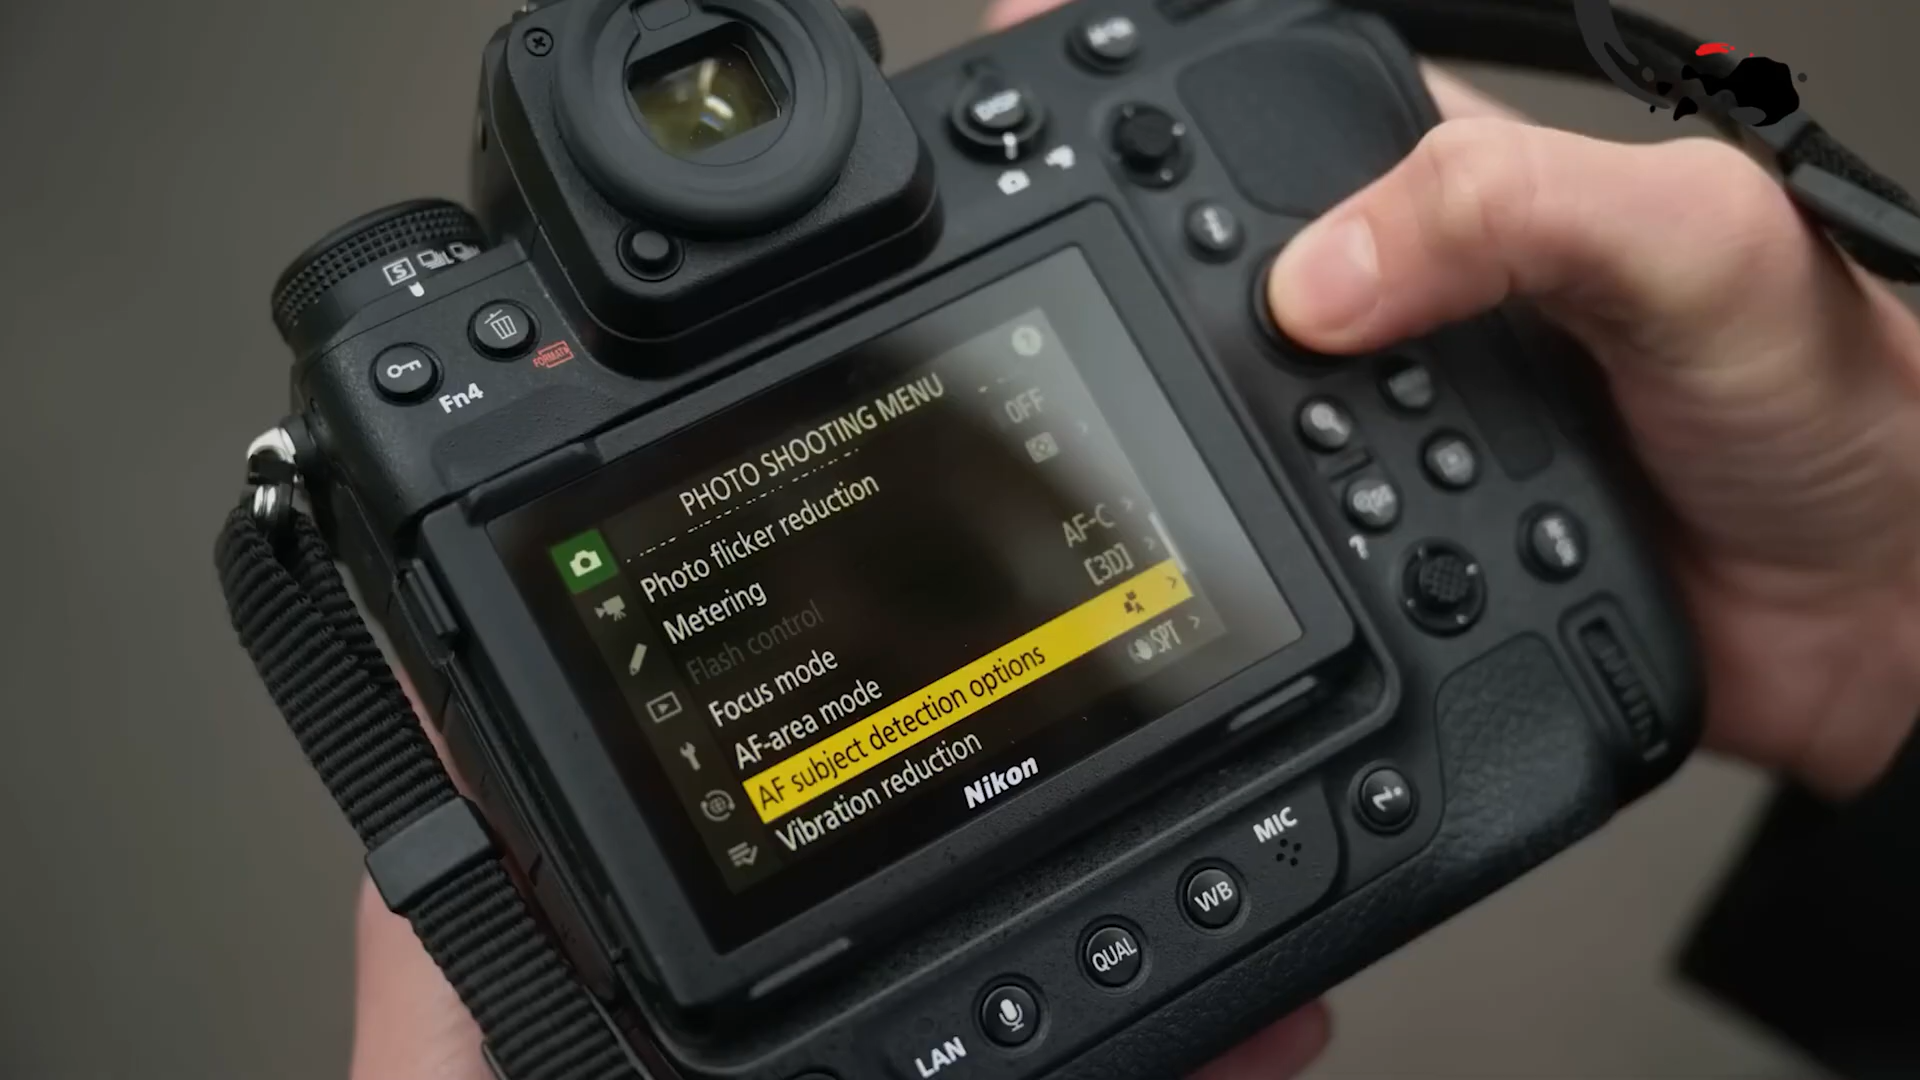 DISP
S
Fn4
FORMAT
PHOTO SHOOTING MENU
Photo flicker reduction OFF
Metering
Flash control
Focus mode AF-C
AF-area mode [3D]
AF subject detection options
Vibration reduction SPT
Nikon
MIC
WB
QUAL
LAN